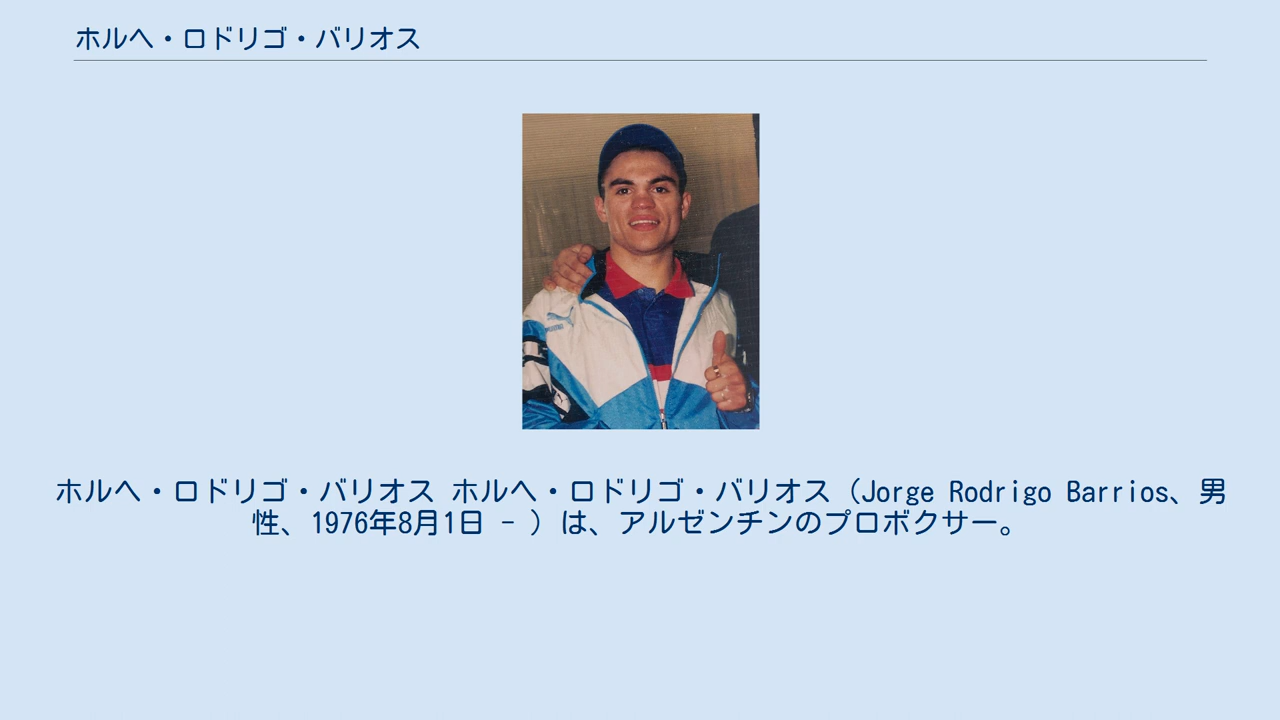 ホルヘ・ロドリゴ・バリオス
ホルヘ・ロドリゴ・バリオス ホルヘ・ロドリゴ・バリオス（Jorge Rodrigo Barrios、男
性、1976年8月1日 - ）は、アルゼンチンのプロボクサー。